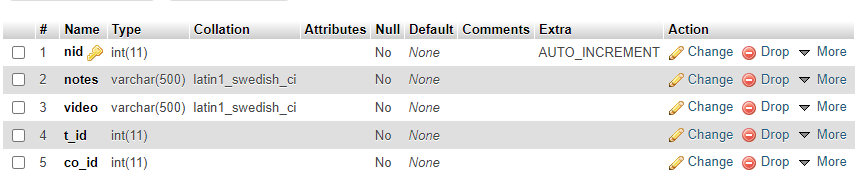 # Name Type Collation Attributes Null Default Comments Extra Action
1 nid int(11) No None AUTO_INCREMENT Change Drop More
2 notes varchar(500) latin1_swedish_ci No None Change Drop More
3 video varchar(500) latin1_swedish_ci No None Change Drop More
4 t_id int(11) No None Change Drop More
5 co_id int(11) No None Change Drop More